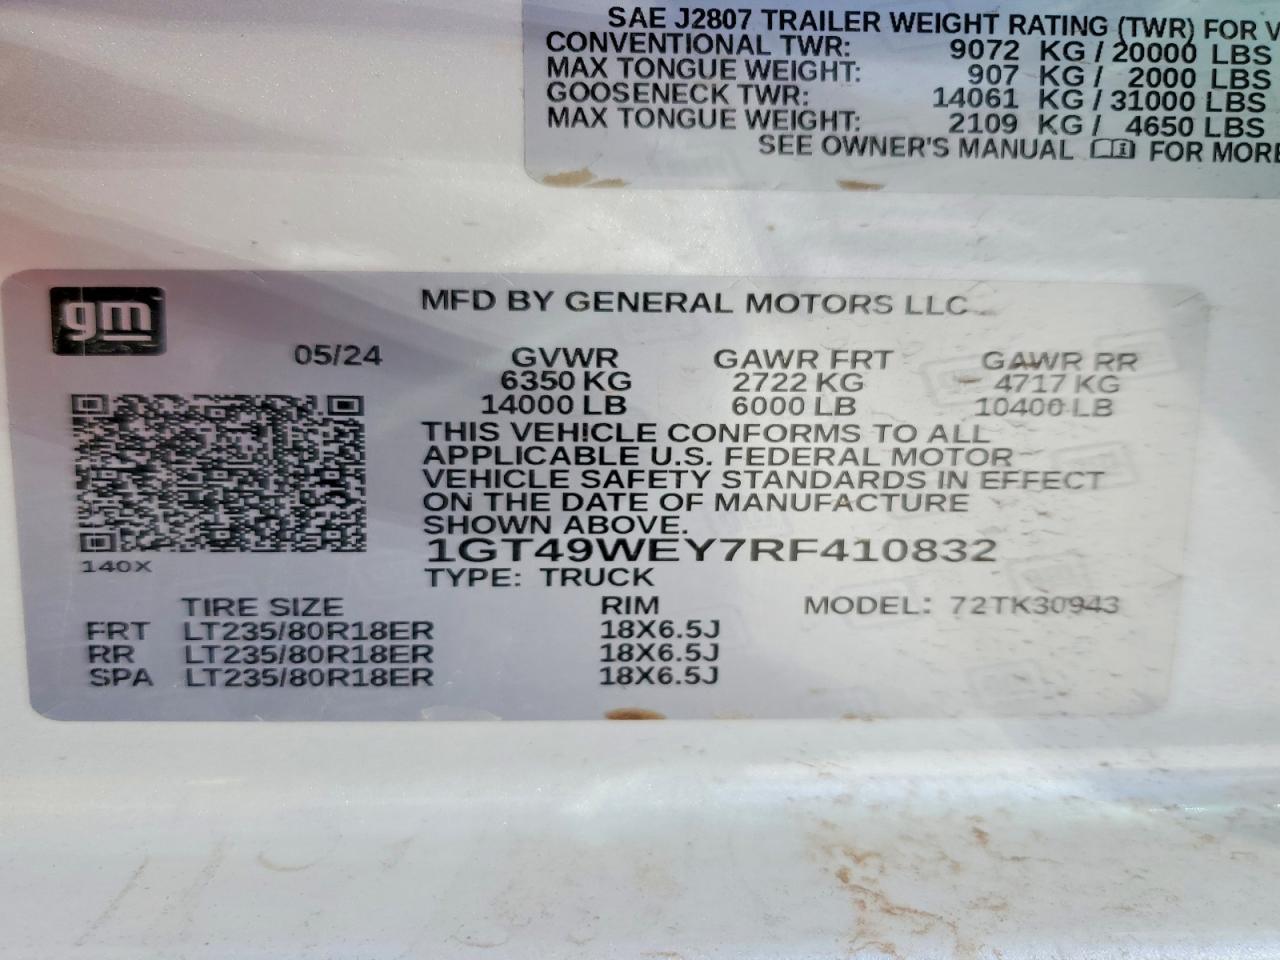 SAE J2807 TRAILER WEIGHT RATING (TWR) FOR
CONVENTIONAL TWR: 9072 KG / 20000 LBS
MAX TONGUE WEIGHT: 907 KG / 2000 LBS
GOOSENECK TWR: 14061 KG / 31000 LBS
MAX TONGUE WEIGHT: 2109 KG / 4650 LBS
SEE OWNER'S MANUAL FOR MORE
gm
MFD BY GENERAL MOTORS LLC
05/24 GVWR GAWR FRT GAWR RR
6350 KG 2722 KG 4717 KG
14000 LB 6000 LB 10400 LB
THIS VEHICLE CONFORMS TO ALL
APPLICABLE U.S. FEDERAL MOTOR
VEHICLE SAFETY STANDARDS IN EFFECT
ON THE DATE OF MANUFACTURE
SHOWN ABOVE.
1GT49WEY7RF410832
140X
TYPE: TRUCK
TIRE SIZE RIM MODEL: 72TK30943
FRT LT235/80R18ER 18X6.5J
RR LT235/80R18ER 18X6.5J
SPA LT235/80R18ER 18X6.5J